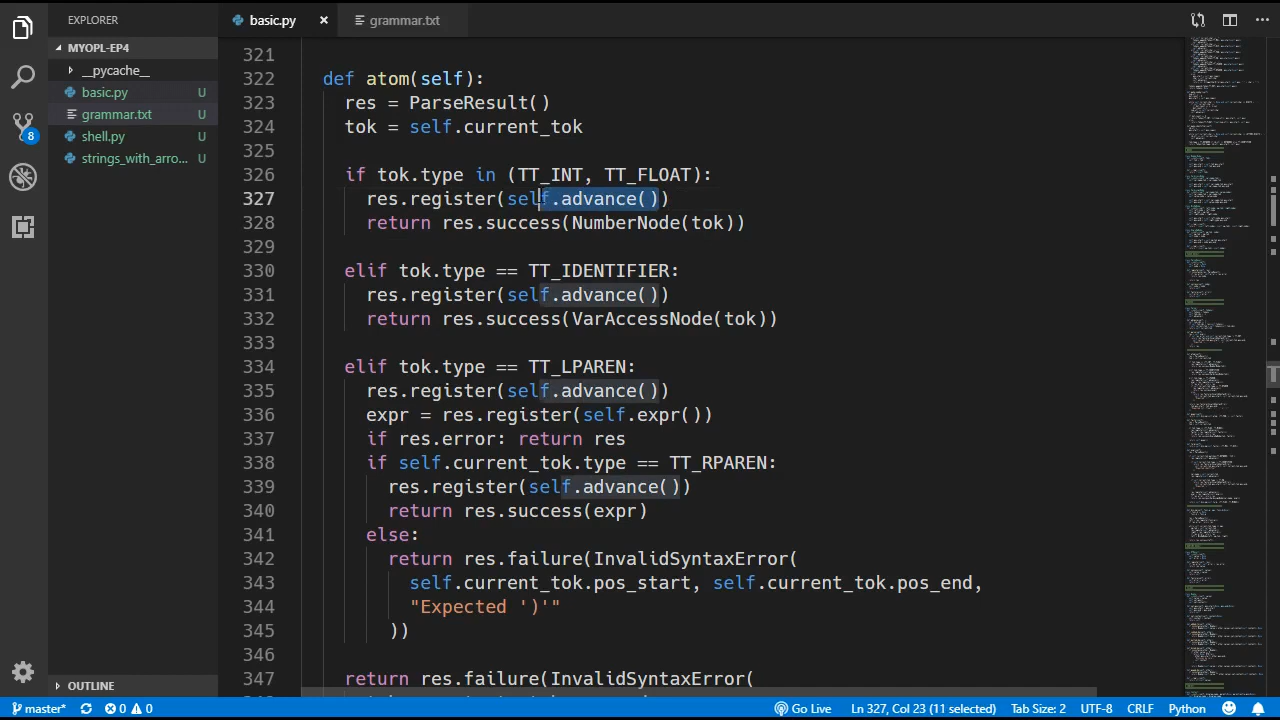 EXPLORER
basic.py
grammar.txt
MYOPL-EP4
__pycache__
basic.py U
grammar.txt U
shell.py U
strings_with_arro... U
OUTLINE
321
322 def atom(self):
323 res = ParseResult()
324 tok = self.current_tok
325
326 if tok.type in (TT_INT, TT_FLOAT):
327 res.register(self.advance())
328 return res.success(NumberNode(tok))
329
330 elif tok.type == TT_IDENTIFIER:
331 res.register(self.advance())
332 return res.success(VarAccessNode(tok))
333
334 elif tok.type == TT_LPAREN:
335 res.register(self.advance())
336 expr = res.register(self.expr())
337 if res.error: return res
338 if self.current_tok.type == TT_RPAREN:
339 res.register(self.advance())
340 return res.success(expr)
341 else:
342 return res.failure(InvalidSyntaxError(
343 self.current_tok.pos_start, self.current_tok.pos_end,
344 "Expected ')'"
345 ))
346
347 return res.failure(InvalidSyntaxError(
8
master*
0 0
Go Live
Ln 327, Col 23 (11 selected)
Tab Size: 2
UTF-8
CRLF
Python